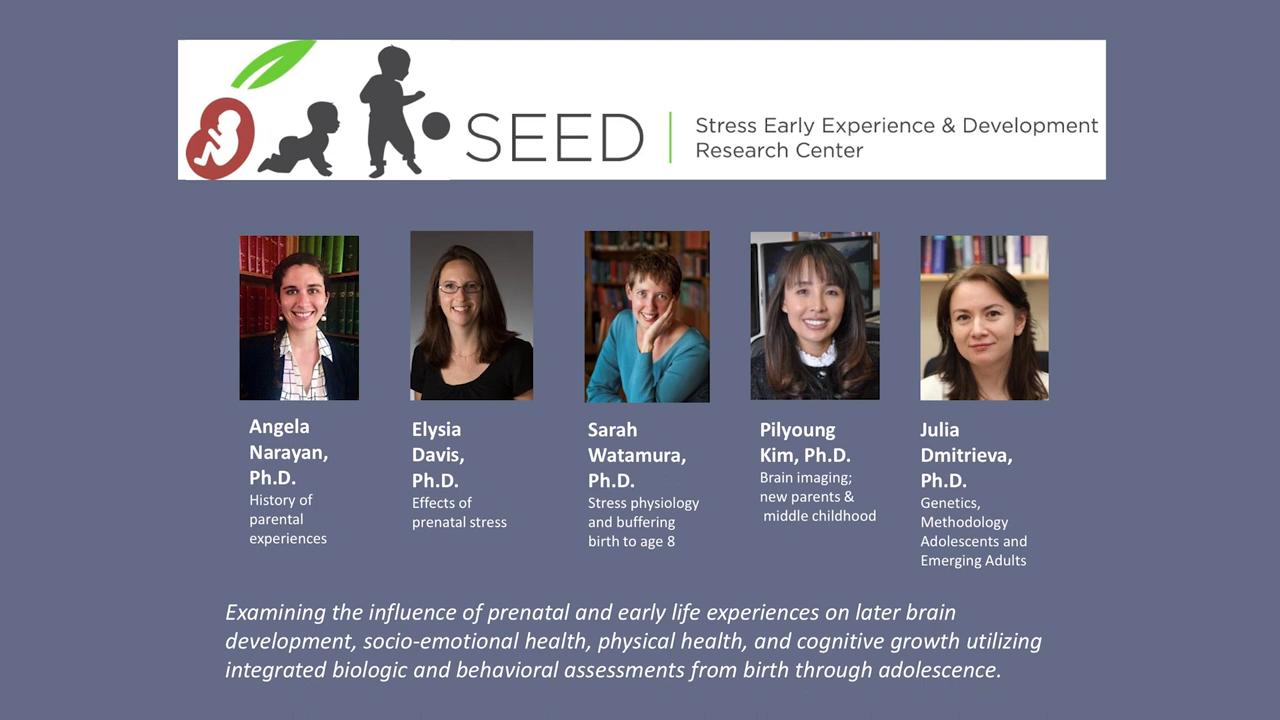 SEED
Stress Early Experience & Development
Research Center
Angela
Narayan,
Ph.D.
History of
parental
experiences
Elysia
Davis,
Ph.D.
Effects of
prenatal stress
Sarah
Watamura,
Ph.D.
Stress physiology
and buffering
birth to age 8
Pilyoung
Kim, Ph.D.
Brain imaging;
new parents &
middle childhood
Julia
Dmitrieva,
Ph.D.
Genetics,
Methodology
Adolescents and
Emerging Adults
Examining the influence of prenatal and early life experiences on later brain
development, socio-emotional health, physical health, and cognitive growth utilizing
integrated biologic and behavioral assessments from birth through adolescence.